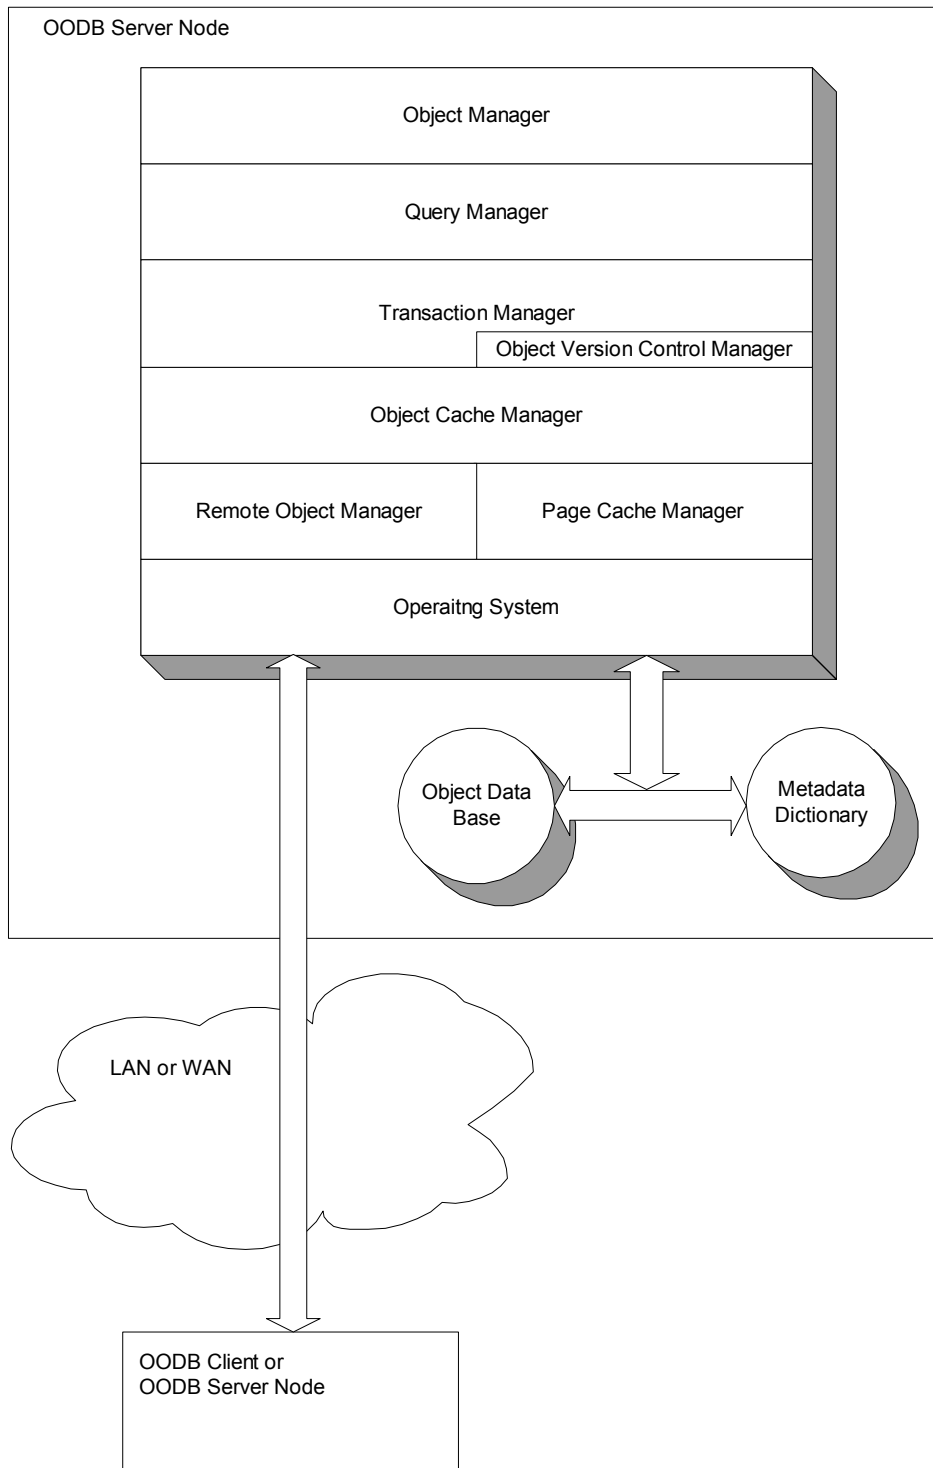 OODB Server Node
Object Manager
Query Manager
Transaction Manager
Object Version Control Manager
Object Cache Manager
Remote Object Manager
Page Cache Manager
Operaitng System
Object Data
Base
Metadata
Dictionary
LAN or WAN
OODB Client or
OODB Server Node